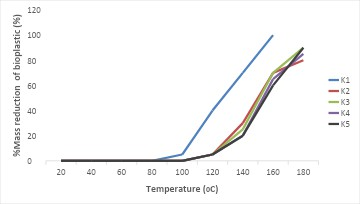 120
100
80
60
40
20
0
%Mass reduction of bioplastic (%)
20 40 60 80 100 120 140 160 180
Temperature (oC)
K1
K2
K3
K4
K5